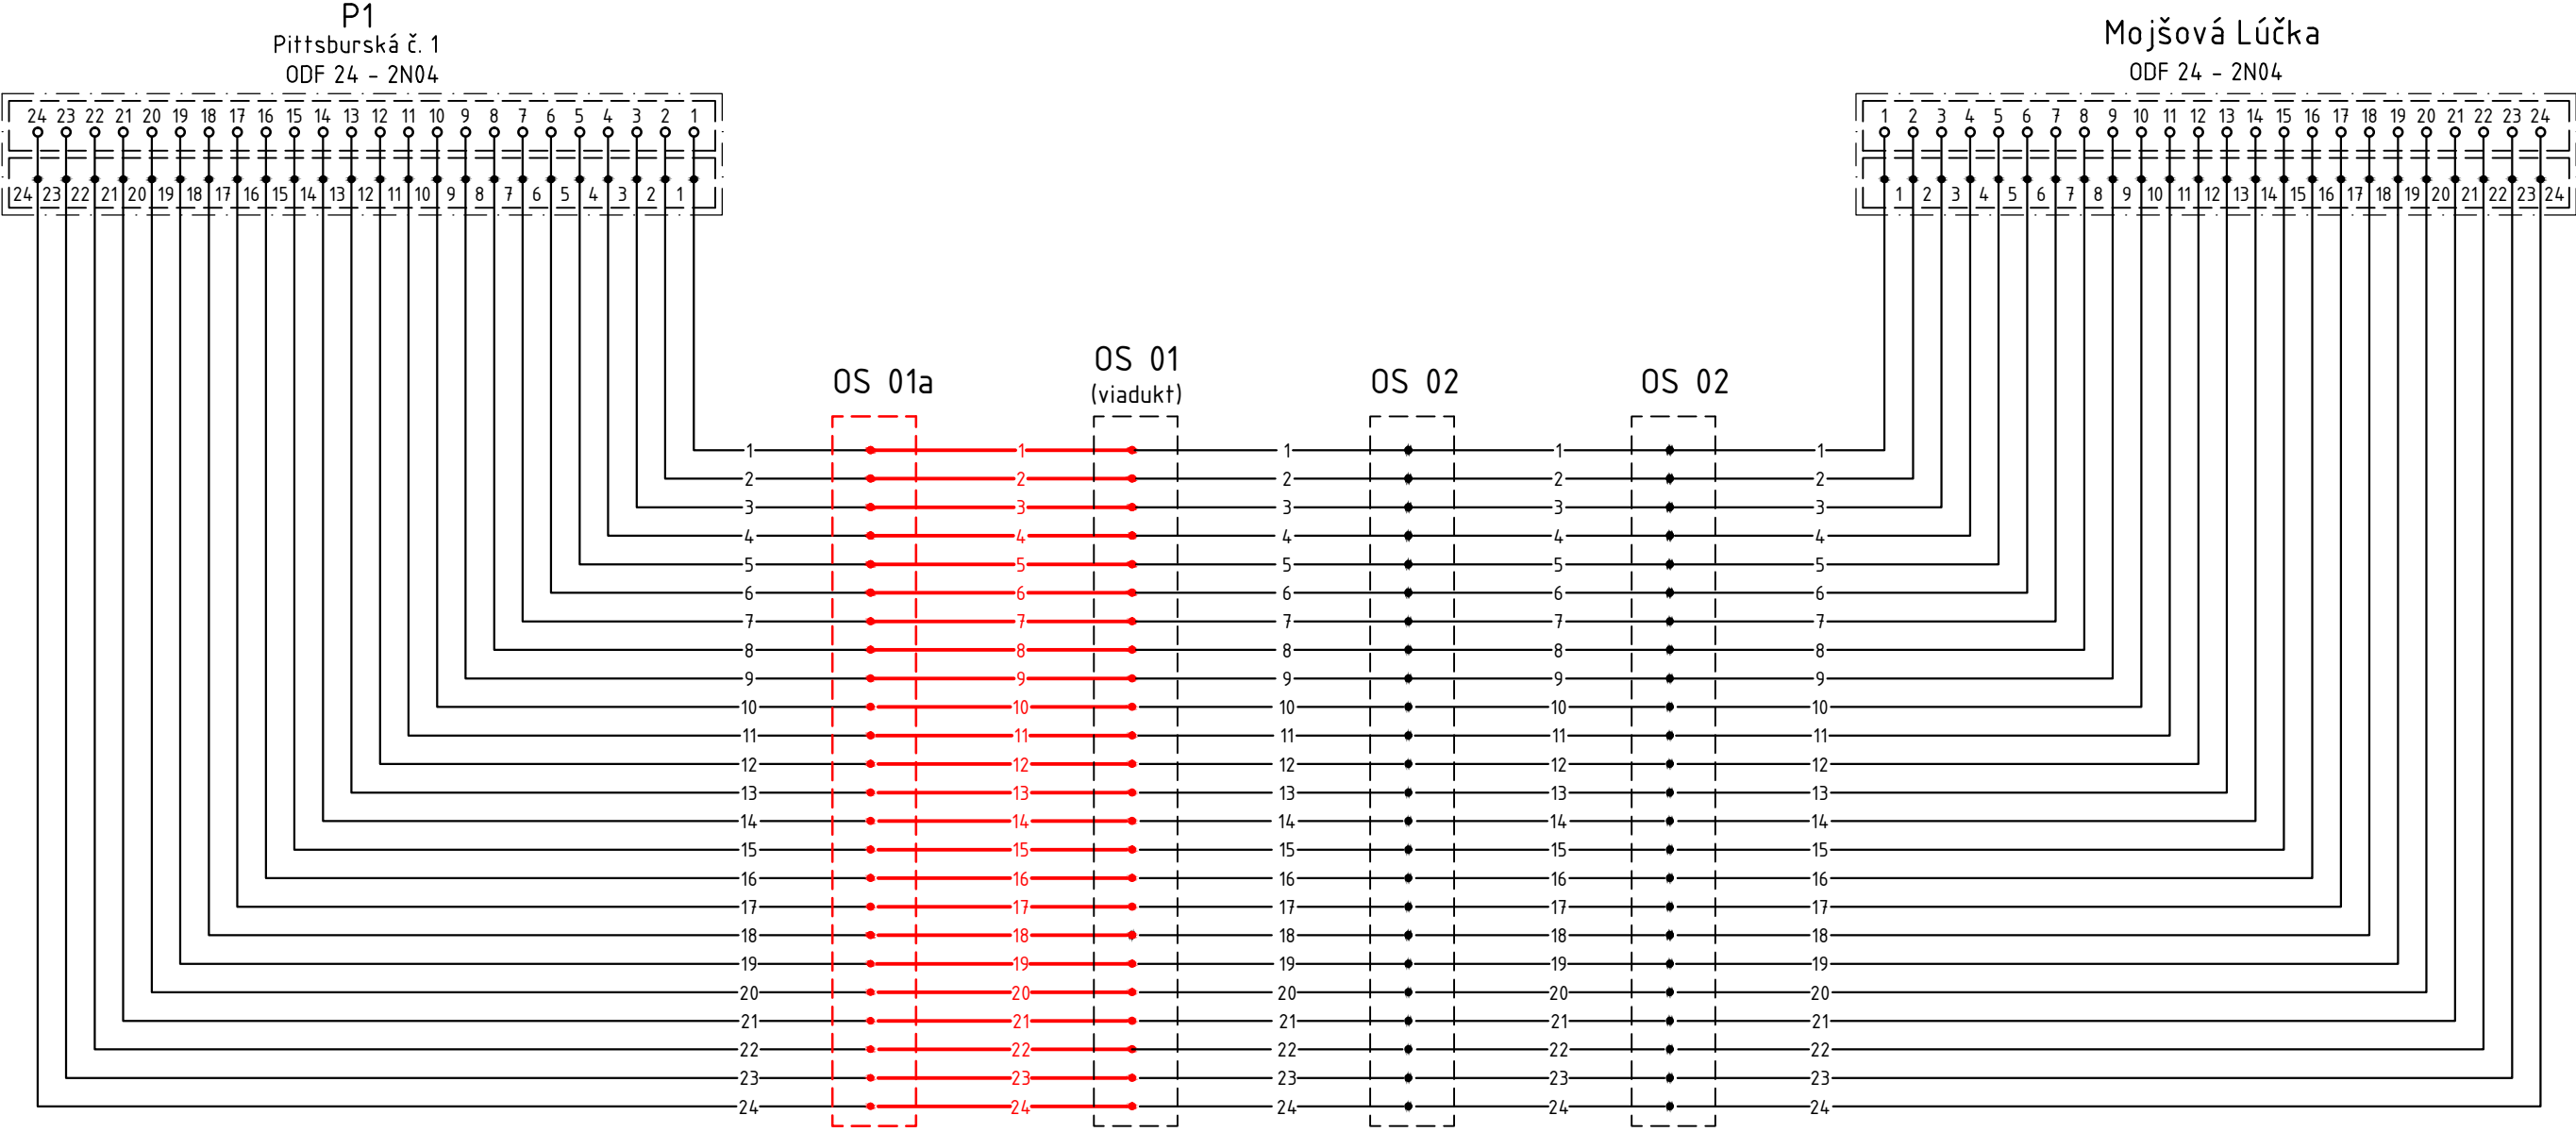 P1
Pittsburská č. 1
ODF 24 - 2N04
24 23 22 21 20 19 18 17 16 15 14 13 12 11 10 9 8 7 6 5 4 3 2 1
24 23 22 21 20 19 18 17 16 15 14 13 12 11 10 9 8 7 6 5 4 3 2 1
Mojšová Lúčka
ODF 24 - 2N04
1 2 3 4 5 6 7 8 9 10 11 12 13 14 15 16 17 18 19 20 21 22 23 24
1 2 3 4 5 6 7 8 9 10 11 12 13 14 15 16 17 18 19 20 21 22 23 24
OS 01a
OS 01
(viadukt)
OS 02
OS 02
1 1 1 1 1
2 2 2 2 2
3 3 3 3 3
4 4 4 4 4
5 5 5 5 5
6 6 6 6 6
7 7 7 7 7
8 8 8 8 8
9 9 9 9 9
10 10 10 10 10
11 11 11 11 11
12 12 12 12 12
13 13 13 13 13
14 14 14 14 14
15 15 15 15 15
16 16 16 16 16
17 17 17 17 17
18 18 18 18 18
19 19 19 19 19
20 20 20 20 20
21 21 21 21 21
22 22 22 22 22
23 23 23 23 23
24 24 24 24 24